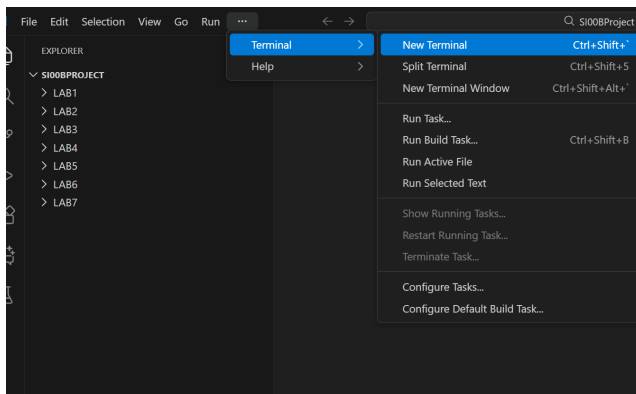 File Edit Selection View Go Run ··· SI00BProject
EXPLORER
SI00BPROJECT
LAB1
LAB2
LAB3
LAB4
LAB5
LAB6
LAB7
Terminal
Help
New Terminal Ctrl+Shift+`
Split Terminal Ctrl+Shift+5
New Terminal Window Ctrl+Shift+Alt+`
Run Task...
Run Build Task... Ctrl+Shift+B
Run Active File
Run Selected Text
Show Running Tasks...
Restart Running Task...
Terminate Task...
Configure Tasks...
Configure Default Build Task...